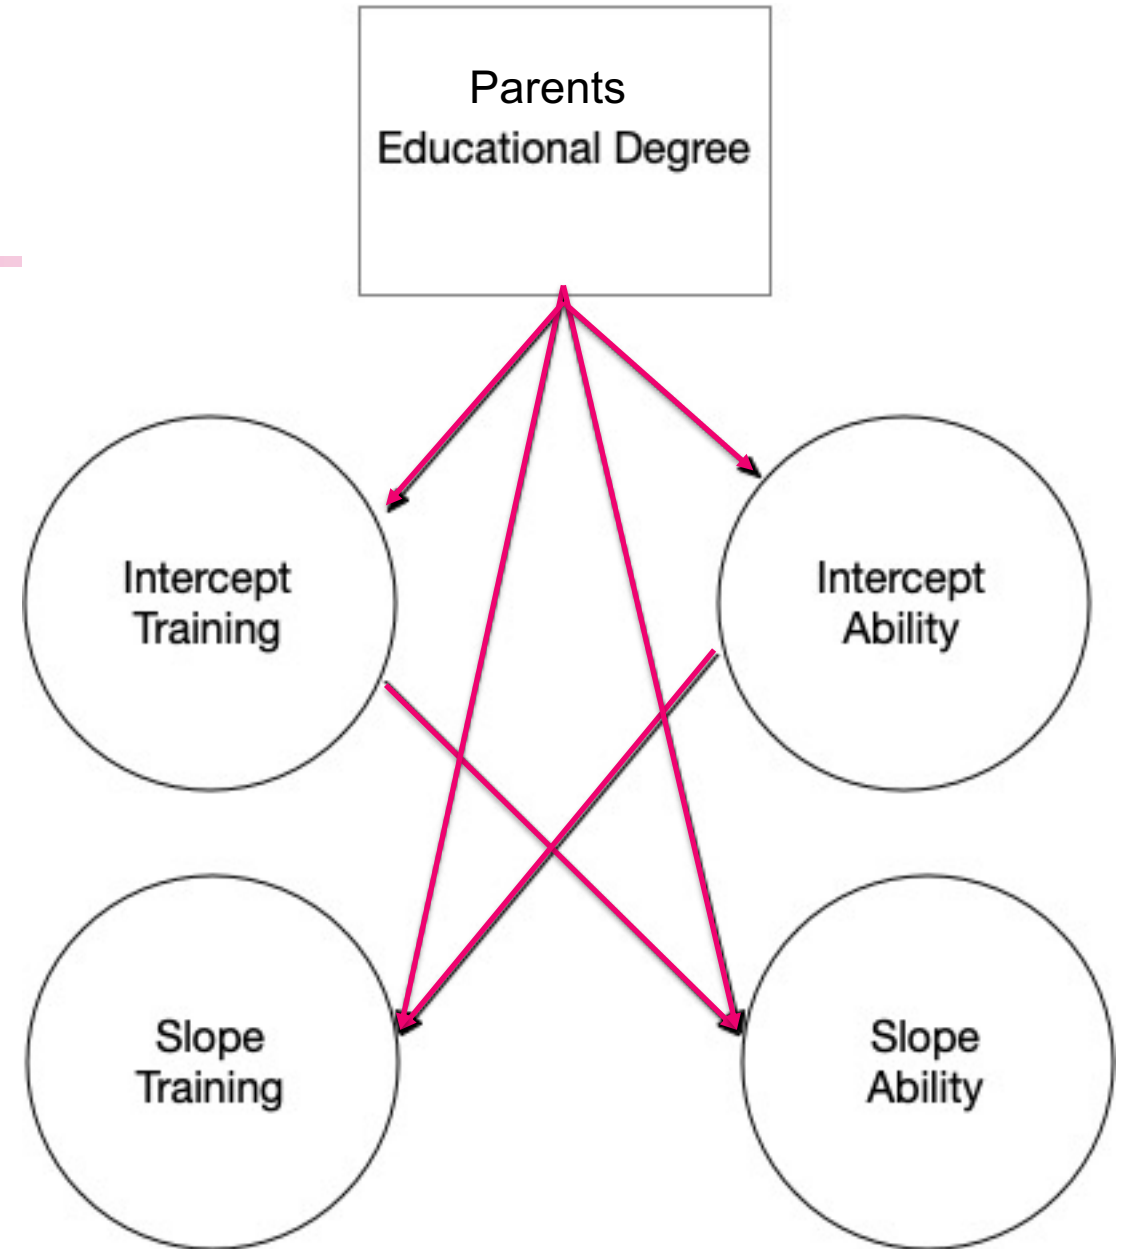 Parents
Educational Degree
Intercept
Training
Intercept
Ability
Slope
Training
Slope
Ability